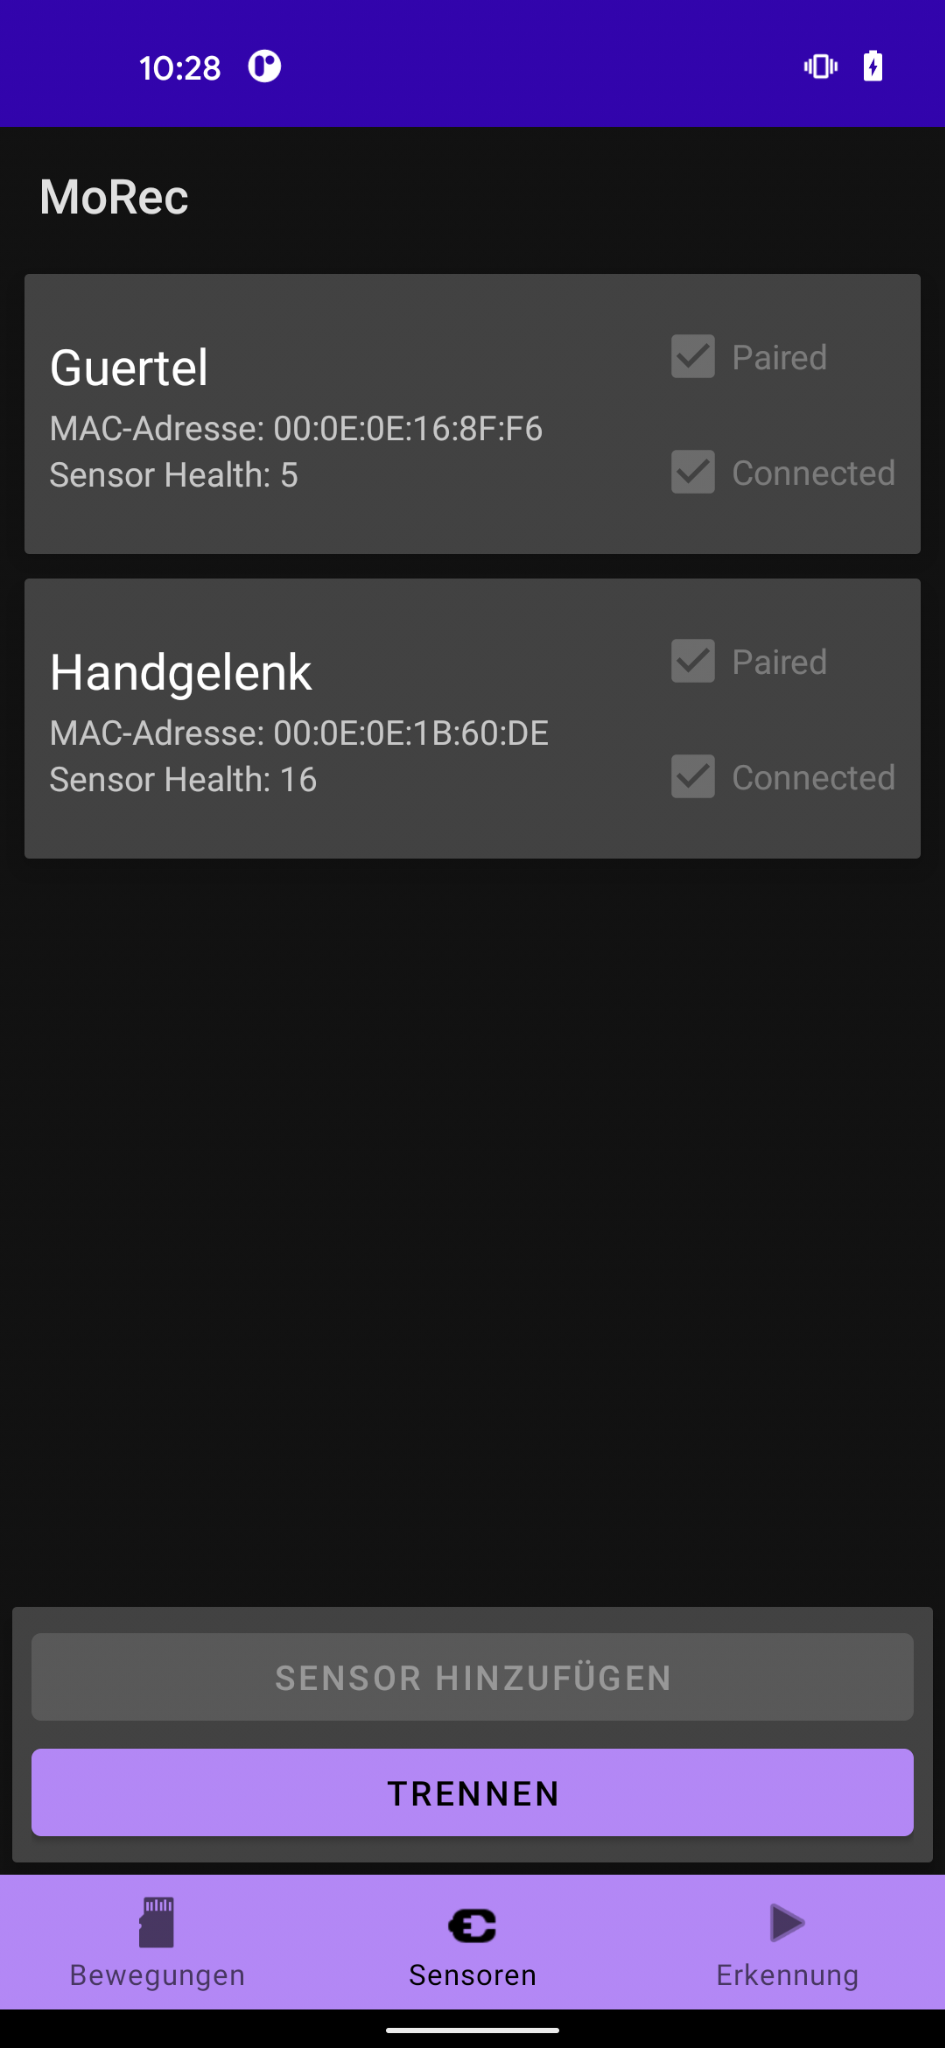 10:28
MoRec
Guertel
MAC-Adresse: 00:0E:0E:16:8F:F6
Sensor Health: 5
Paired
Connected
Handgelenk
MAC-Adresse: 00:0E:0E:1B:60:DE
Sensor Health: 16
Paired
Connected
SENSOR HINZUFÜGEN
TRENNEN
Bewegungen
Sensoren
Erkennung